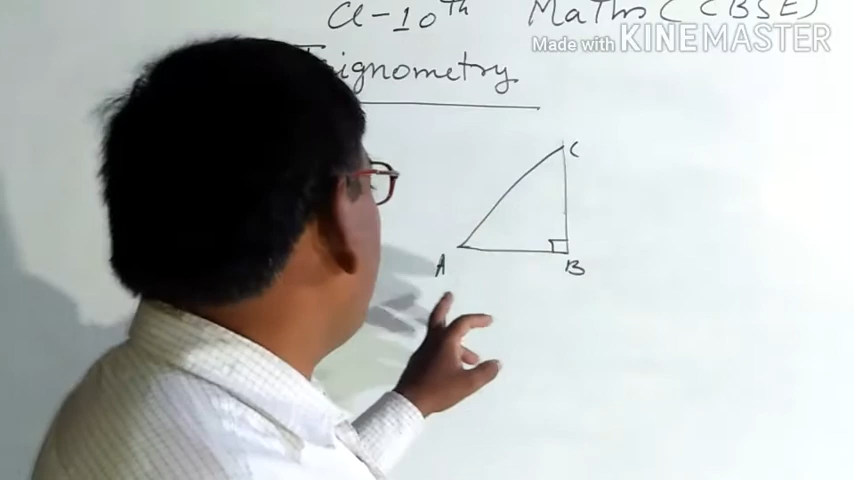 Cl-10th Maths (CBSE)
Made with KINEMASTER
Trignometry
C
A
B